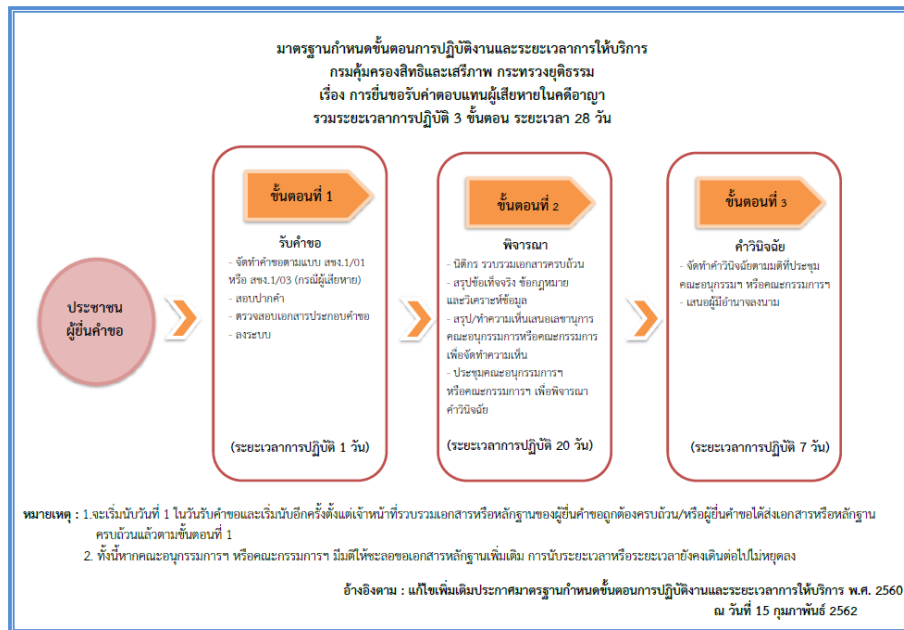 มาตรฐานกำหนดขั้นตอนการปฏิบัติงานและระยะเวลาการให้บริการ
กรมคุ้มครองสิทธิและเสรีภาพ กระทรวงยุติธรรม
เรื่อง การยื่นขอรับค่าตอบแทนผู้เสียหายในคดีอาญา
รวมระยะเวลาการปฏิบัติ 3 ขั้นตอน ระยะเวลา 28 วัน
ประชาชน
ผู้ยื่นคำขอ
ขั้นตอนที่ 1
รับคำขอ
- จัดทำคำขอตามแบบ สชง.1/01
หรือ สชง.1/03 (กรณีผู้เสียหาย)
- สอบปากคำ
- ตรวจสอบเอกสารประกอบคำขอ
- ลงระบบ
(ระยะเวลาการปฏิบัติ 1 วัน)
ขั้นตอนที่ 2
พิจารณา
- นิติกร รวบรวมเอกสารครบถ้วน
- สรุปข้อเท็จจริง ข้อกฎหมาย
และวิเคราะห์ข้อมูล
- สรุป/ทำความเห็นเสนอเลขานุการ
คณะอนุกรรมการหรือคณะกรรมการ
เพื่อจัดทำความเห็น
- ประชุมคณะอนุกรรมการฯ
หรือคณะกรรมการฯ เพื่อพิจารณา
คำวินิจฉัย
(ระยะเวลาการปฏิบัติ 20 วัน)
ขั้นตอนที่ 3
คำวินิจฉัย
- จัดทำคำวินิจฉัยตามมติที่ประชุม
คณะอนุกรรมฯ หรือคณะกรรมการฯ
- เสนอผู้มีอำนาจลงนาม
(ระยะเวลาการปฏิบัติ 7 วัน)
หมายเหตุ : 1.จะเริ่มนับวันที่ 1 ในวันรับคำขอและเริ่มนับอีกครั้งตั้งแต่เจ้าหน้าที่รวบรวมเอกสารหรือหลักฐานของผู้ยื่นคำขอถูกต้องครบถ้วน/หรือผู้ยื่นคำขอได้ส่งเอกสารหรือหลักฐาน
ครบถ้วนแล้วตามขั้นตอนที่ 1
2. ทั้งนี้หากคณะอนุกรรมการฯ หรือคณะกรรมการฯ มีมติให้ชะลอขอเอกสารหลักฐานเพิ่มเติม การนับระยะเวลาหรือระยะเวลายังคงเดินต่อไปไม่หยุดลง
อ้างอิงตาม : แก้ไขเพิ่มเติมประกาศมาตรฐานกำหนดขั้นตอนการปฏิบัติงานและระยะเวลาการให้บริการ พ.ศ. 2560
ณ วันที่ 15 กุมภาพันธ์ 2562